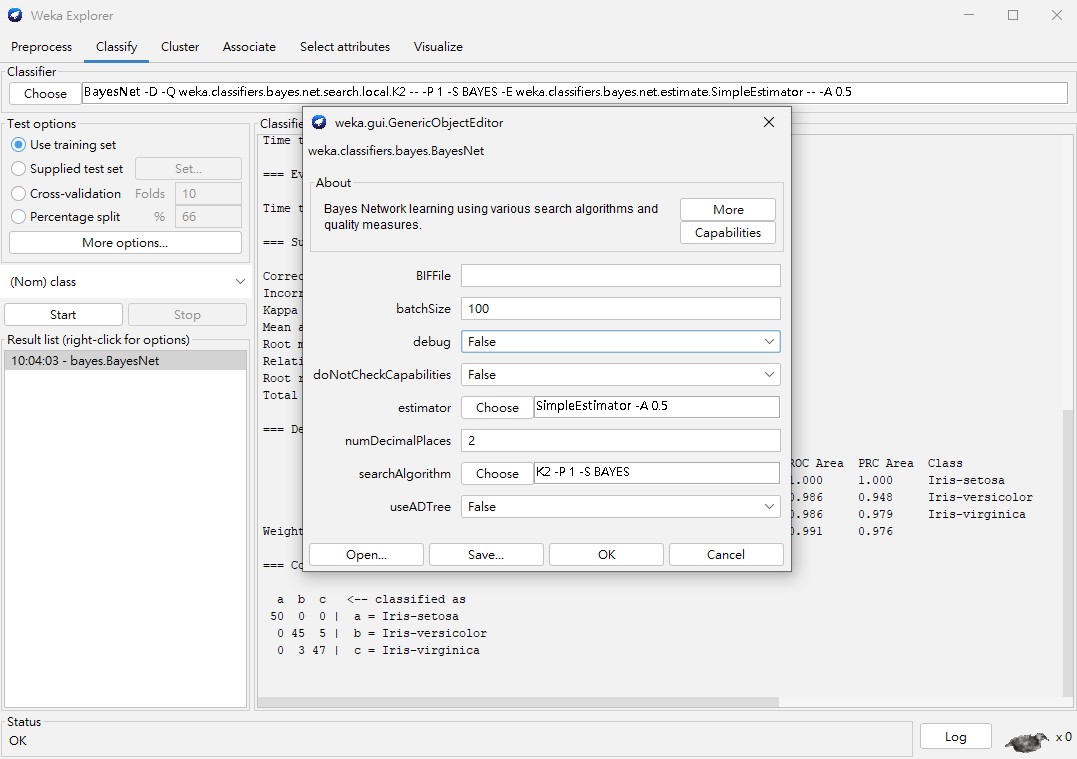 Weka Explorer
Preprocess Classify Cluster Associate Select attributes Visualize
Classifier
Choose BayesNet -D -Q weka.classifiers.bayes.net.search.local.K2 -- -P 1 -S BAYES -E weka.classifiers.bayes.net.estimate.SimpleEstimator -- -A 0.5
Test options
Use training set
Supplied test set Set...
Cross-validation Folds 10
Percentage split % 66
More options...
(Nom) class
Start Stop
Result list (right-click for options)
10:04:03 - bayes.BayesNet
Classifie
Time t
=== Ev
Time t
=== Su
Correc
Incorr
Kappa
Mean a
Root m
Relati
Root r
Total
=== De
ROC Area PRC Area Class
1.000 1.000 Iris-setosa
0.986 0.948 Iris-versicolor
0.986 0.979 Iris-virginica
Weight 0.991 0.976
=== Co
a b c <-- classified as
50 0 0 | a = Iris-setosa
0 45 5 | b = Iris-versicolor
0 3 47 | c = Iris-virginica
weka.gui.GenericObjectEditor
weka.classifiers.bayes.BayesNet
About
Bayes Network learning using various search algorithms and
quality measures.
More
Capabilities
BIFFile
batchSize 100
debug False
doNotCheckCapabilities False
estimator Choose SimpleEstimator -A 0.5
numDecimalPlaces 2
searchAlgorithm Choose K2 -P 1 -S BAYES
useADTree False
Open... Save... OK Cancel
Status
OK
Log x 0